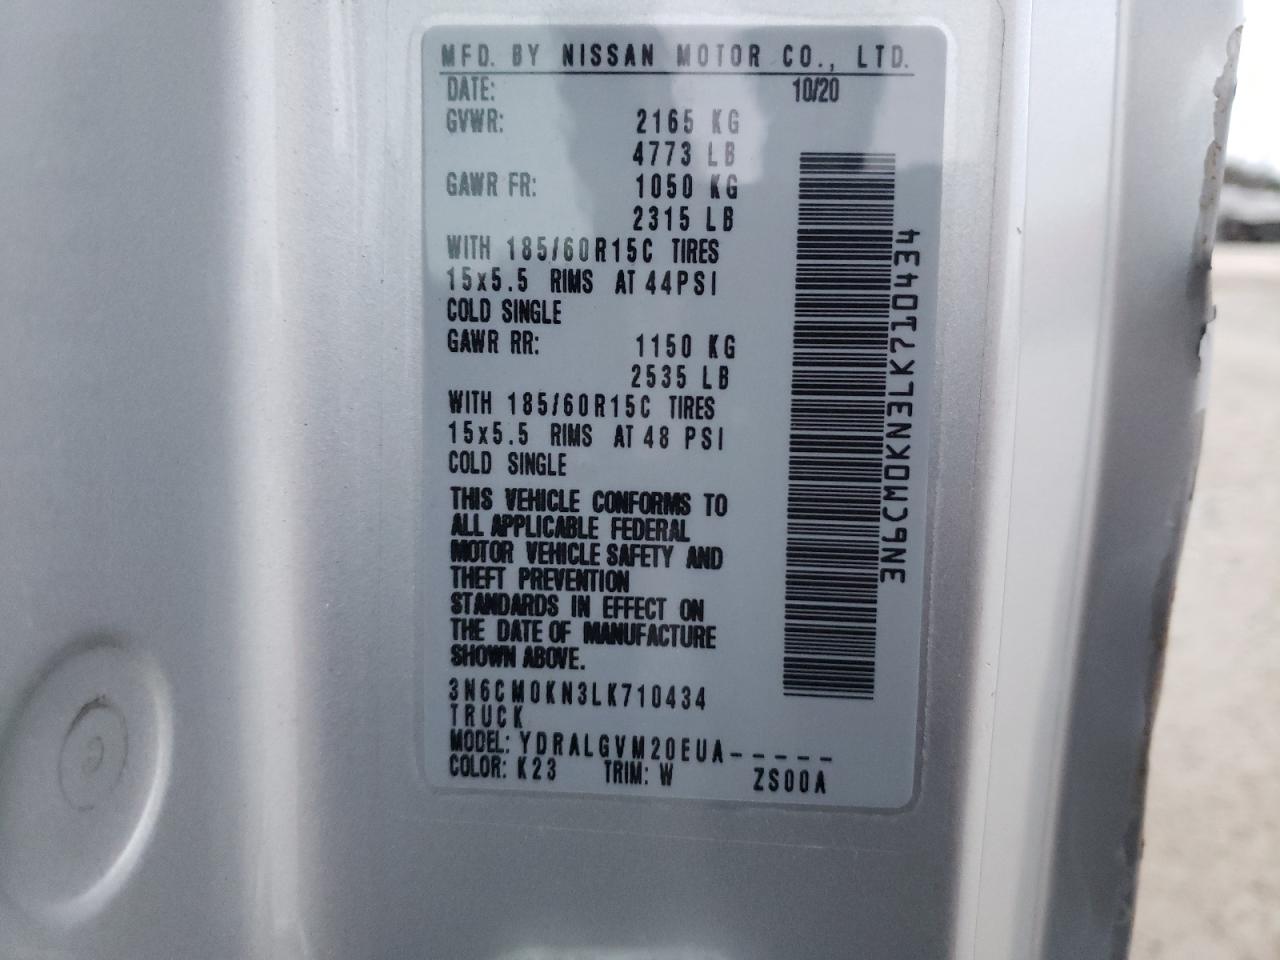 MFD. BY NISSAN MOTOR CO., LTD.
DATE: 10/20
GVWR: 2165 KG
4773 LB
GAWR FR: 1050 KG
2315 LB
WITH 185/60R15C TIRES
15x5.5 RIMS AT 44PSI
COLD SINGLE
GAWR RR: 1150 KG
2535 LB
WITH 185/60R15C TIRES
15x5.5 RIMS AT 48 PSI
COLD SINGLE
THIS VEHICLE CONFORMS TO
ALL APPLICABLE FEDERAL
MOTOR VEHICLE SAFETY AND
THEFT PREVENTION
STANDARDS IN EFFECT ON
THE DATE OF MANUFACTURE
SHOWN ABOVE.
3N6CM0KN3LK710434
TRUCK
MODEL: YDRALGVM20EUA-----
COLOR: K23 TRIM: W ZS00A
3N6CM0KN3LK710434